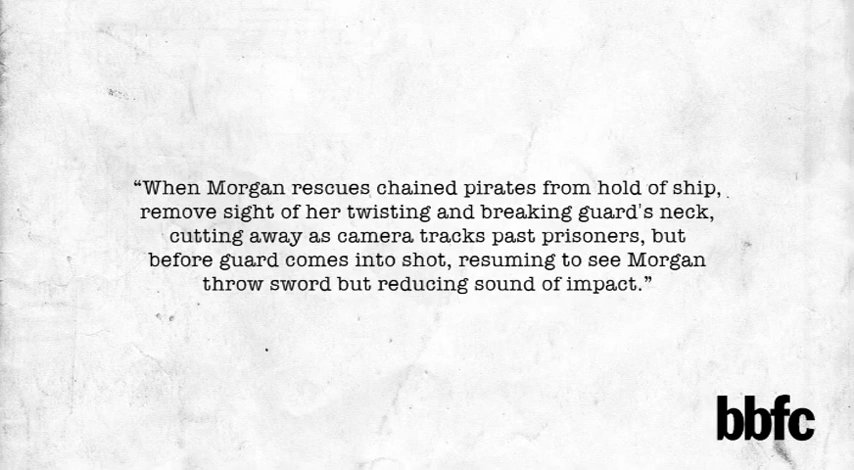 “When Morgan rescues chained pirates from hold of ship,
remove sight of her twisting and breaking guard's neck,
cutting away as camera tracks past prisoners, but
before guard comes into shot, resuming to see Morgan
throw sword but reducing sound of impact.”
bbfc